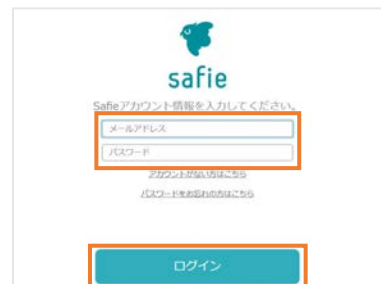 safie
Safieアカウント情報を入力してください。
メールアドレス
パスワード
アカウントがない方はこちら
パスワードをお忘れの方はこちら
ログイン